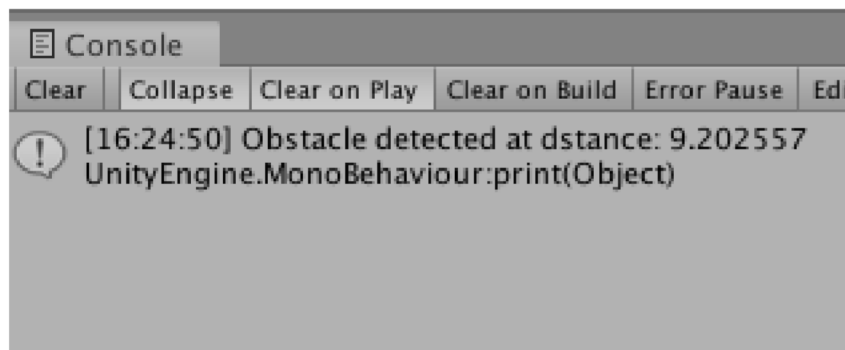 Console
Clear Collapse Clear on Play Clear on Build Error Pause Edi
[16:24:50] Obstacle detected at dstance: 9.202557
UnityEngine.MonoBehaviour:print(Object)